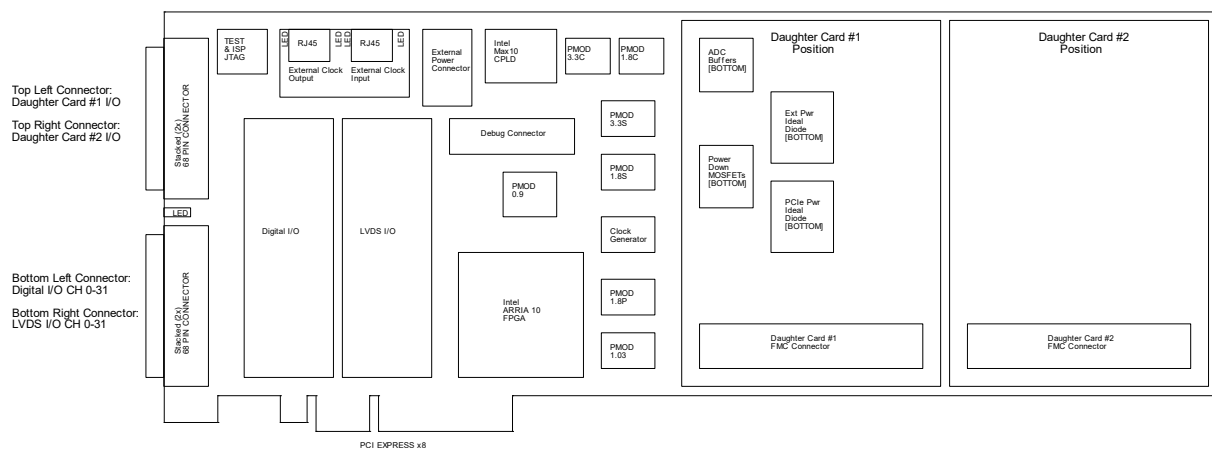 Top Left Connector:
Daughter Card #1 I/O
Top Right Connector:
Daughter Card #2 I/O
Bottom Left Connector:
Digital I/O CH 0-31
Bottom Right Connector:
LVDS I/O CH 0-31
Stacked (2x)
68 PIN CONNECTOR
LED
Stacked (2x)
68 PIN CONNECTOR
TEST
& ISP
JTAG
LED
RJ45
LED
LED
RJ45
LED
External Clock
Output
External Clock
Input
External
Power
Connector
Intel
Max10
CPLD
PMOD
3.3C
PMOD
1.8C
Debug Connector
PMOD
3.3S
PMOD
1.8S
PMOD
0.9
Digital I/O
LVDS I/O
Clock
Generator
Intel
ARRIA 10
FPGA
PMOD
1.8P
PMOD
1.03
Daughter Card #1
Position
ADC
Buffers
[BOTTOM]
Ext Pwr
Ideal
Diode
[BOTTOM]
Power
Down
MOSFETs
[BOTTOM]
PCIe Pwr
Ideal
Diode
[BOTTOM]
Daughter Card #1
FMC Connector
Daughter Card #2
Position
Daughter Card #2
FMC Connector
PCI EXPRESS x8